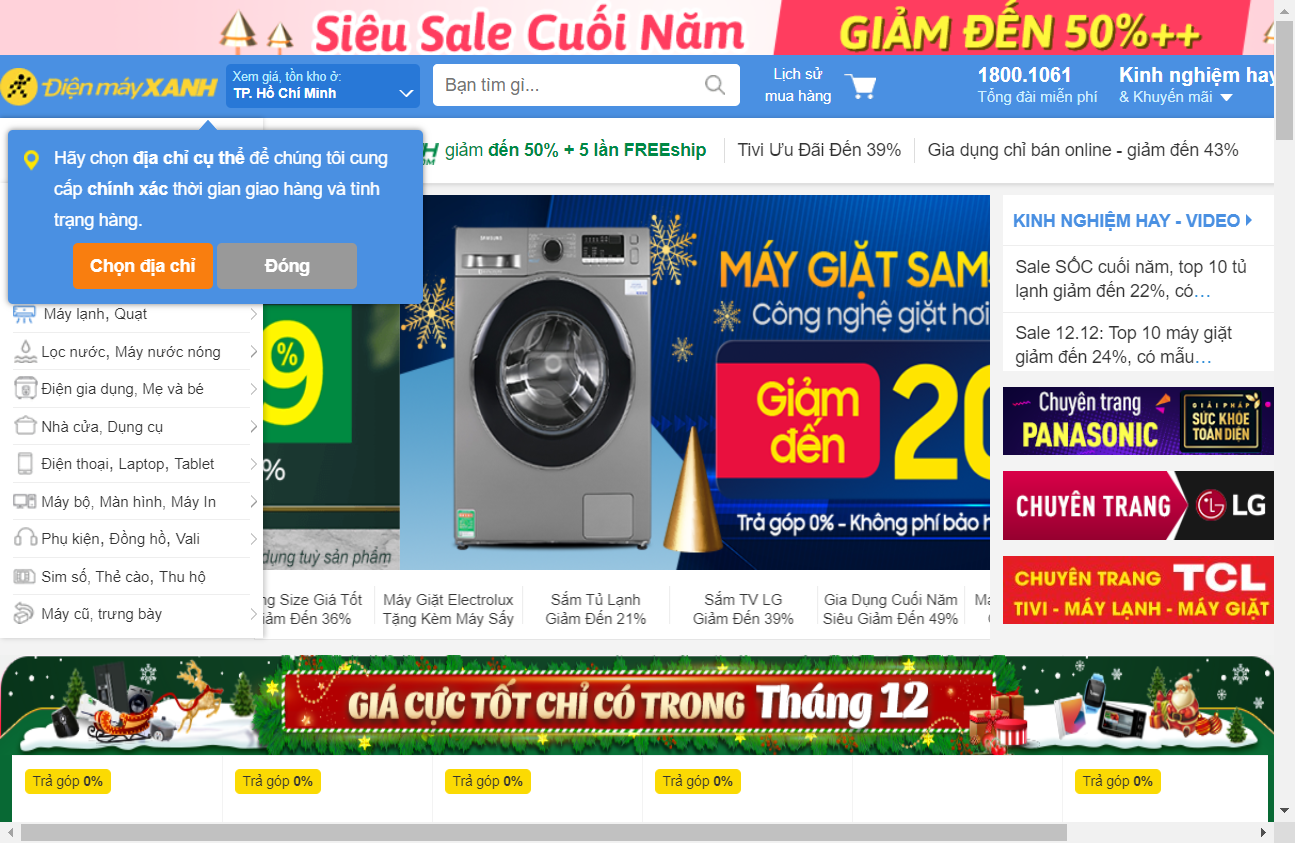 Siêu Sale Cuối Năm
GIẢM ĐẾN 50%++
Điện máy XANH
Xem giá, tồn kho ở:
TP. Hồ Chí Minh
Bạn tìm gì...
Lịch sử
mua hàng
1800.1061
Tổng đài miễn phí
Kinh nghiệm hay
& Khuyến mãi
Hãy chọn địa chỉ cụ thể để chúng tôi cung
cấp chính xác thời gian giao hàng và tình
trạng hàng.
Chọn địa chỉ
Đóng
giảm đến 50% + 5 lần FREEship
Tivi Ưu Đãi Đến 39%
Gia dụng chỉ bán online - giảm đến 43%
Máy lạnh, Quạt
Lọc nước, Máy nước nóng
Điện gia dụng, Mẹ và bé
Nhà cửa, Dụng cụ
Điện thoại, Laptop, Tablet
Máy bộ, Màn hình, Máy In
Phụ kiện, Đồng hồ, Vali
Sim số, Thẻ cào, Thu hộ
Máy cũ, trưng bày
9%
%
dụng tuỳ sản phẩm
SAMSUNG
MÁY GIẶT SAMS
Công nghệ giặt hơi
Giảm
đến
20
Trả góp 0% - Không phí bảo h
ng Size Giá Tốt
iảm Đến 36%
Máy Giặt Electrolux
Tặng Kèm Máy Sấy
Sắm Tủ Lạnh
Giảm Đến 21%
Sắm TV LG
Giảm Đến 39%
Gia Dụng Cuối Năm
Siêu Giảm Đến 49%
KINH NGHIỆM HAY - VIDEO
Sale SỐC cuối năm, top 10 tủ
lạnh giảm đến 22%, có…
Sale 12.12: Top 10 máy giặt
giảm đến 24%, có mẫu…
Chuyên trang
PANASONIC
GIẢI PHÁP
SỨC KHỎE
TOÀN DIỆN
CHUYÊN TRANG
LG
CHUYÊN TRANG TCL
TIVI - MÁY LẠNH - MÁY GIẶT
GIÁ CỰC TỐT CHỈ CÓ TRONG Tháng 12
Trả góp 0%
Trả góp 0%
Trả góp 0%
Trả góp 0%
Trả góp 0%